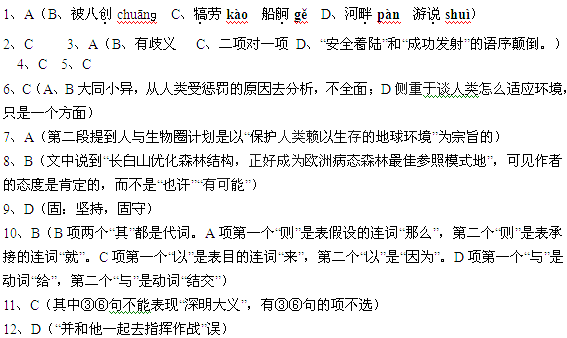 1、A（B、被八创 chuāng　C、犒劳 kào　船舸 gě　D、河畔 pàn　游说 shuì）
2、C　　3、A（B、有歧义　C、二项对一项 D、“安全着陆”和“成功发射”的语序颠倒。）
4、C　5、C
6、C（A、B 大同小异，从人类受惩罚的原因去分析，不全面；D 侧重于谈人类怎么适应环境，
只是一个方面）
7、A（第二段提到人与生物圈计划是以“保护人类赖以生存的地球环境”为宗旨的）
8、B（文中说到“长白山优化森林结构，正好成为欧洲病态森林最佳参照模式地”，可见作者
的态度是肯定的，而不是“也许”“有可能”）
9、D（固：坚持，固守）
10、B（B 项两个“其”都是代词。A 项第一个“则”是表假设的连词“那么”，第二个“则”是表承
接的连词“就”。C 项第一个“以”是表目的连词“来”，第二个“以”是“因为”。D 项第一个“与”是
动词“给”，第二个“与”是动词“结交”）
11、C（其中③⑥句不能表现“深明大义”，有③⑥句的项不选）
12、D（“并和他一起去指挥作战”误）